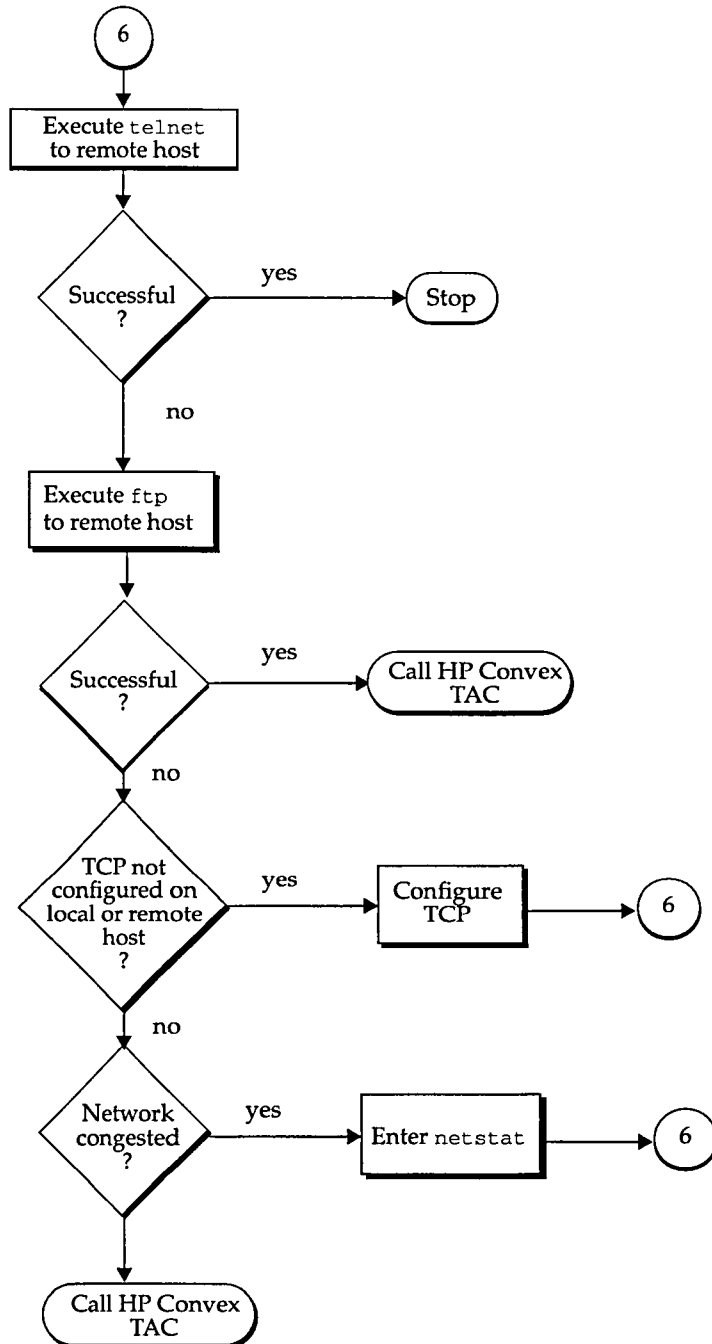 6
Execute telnet
to remote host
Successful
?
yes
Stop
no
Execute ftp
to remote host
Successful
?
yes
Call HP Convex
TAC
no
TCP not
configured on
local or remote
host
?
yes
Configure
TCP
6
no
Network
congested
?
yes
Enter netstat
6
Call HP Convex
TAC